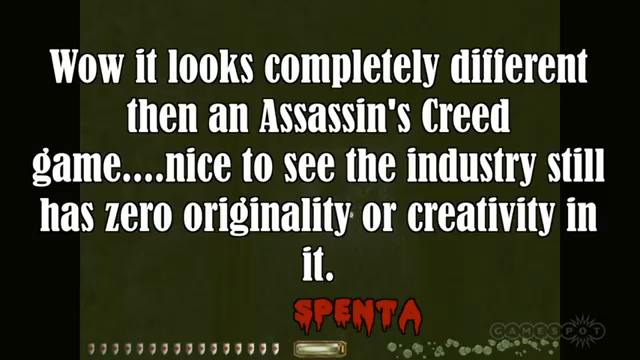 Wow it looks completely different
then an Assassin's Creed
game....nice to see the industry still
has zero originality or creativity in
it.
SPENTA
GAMESPOT